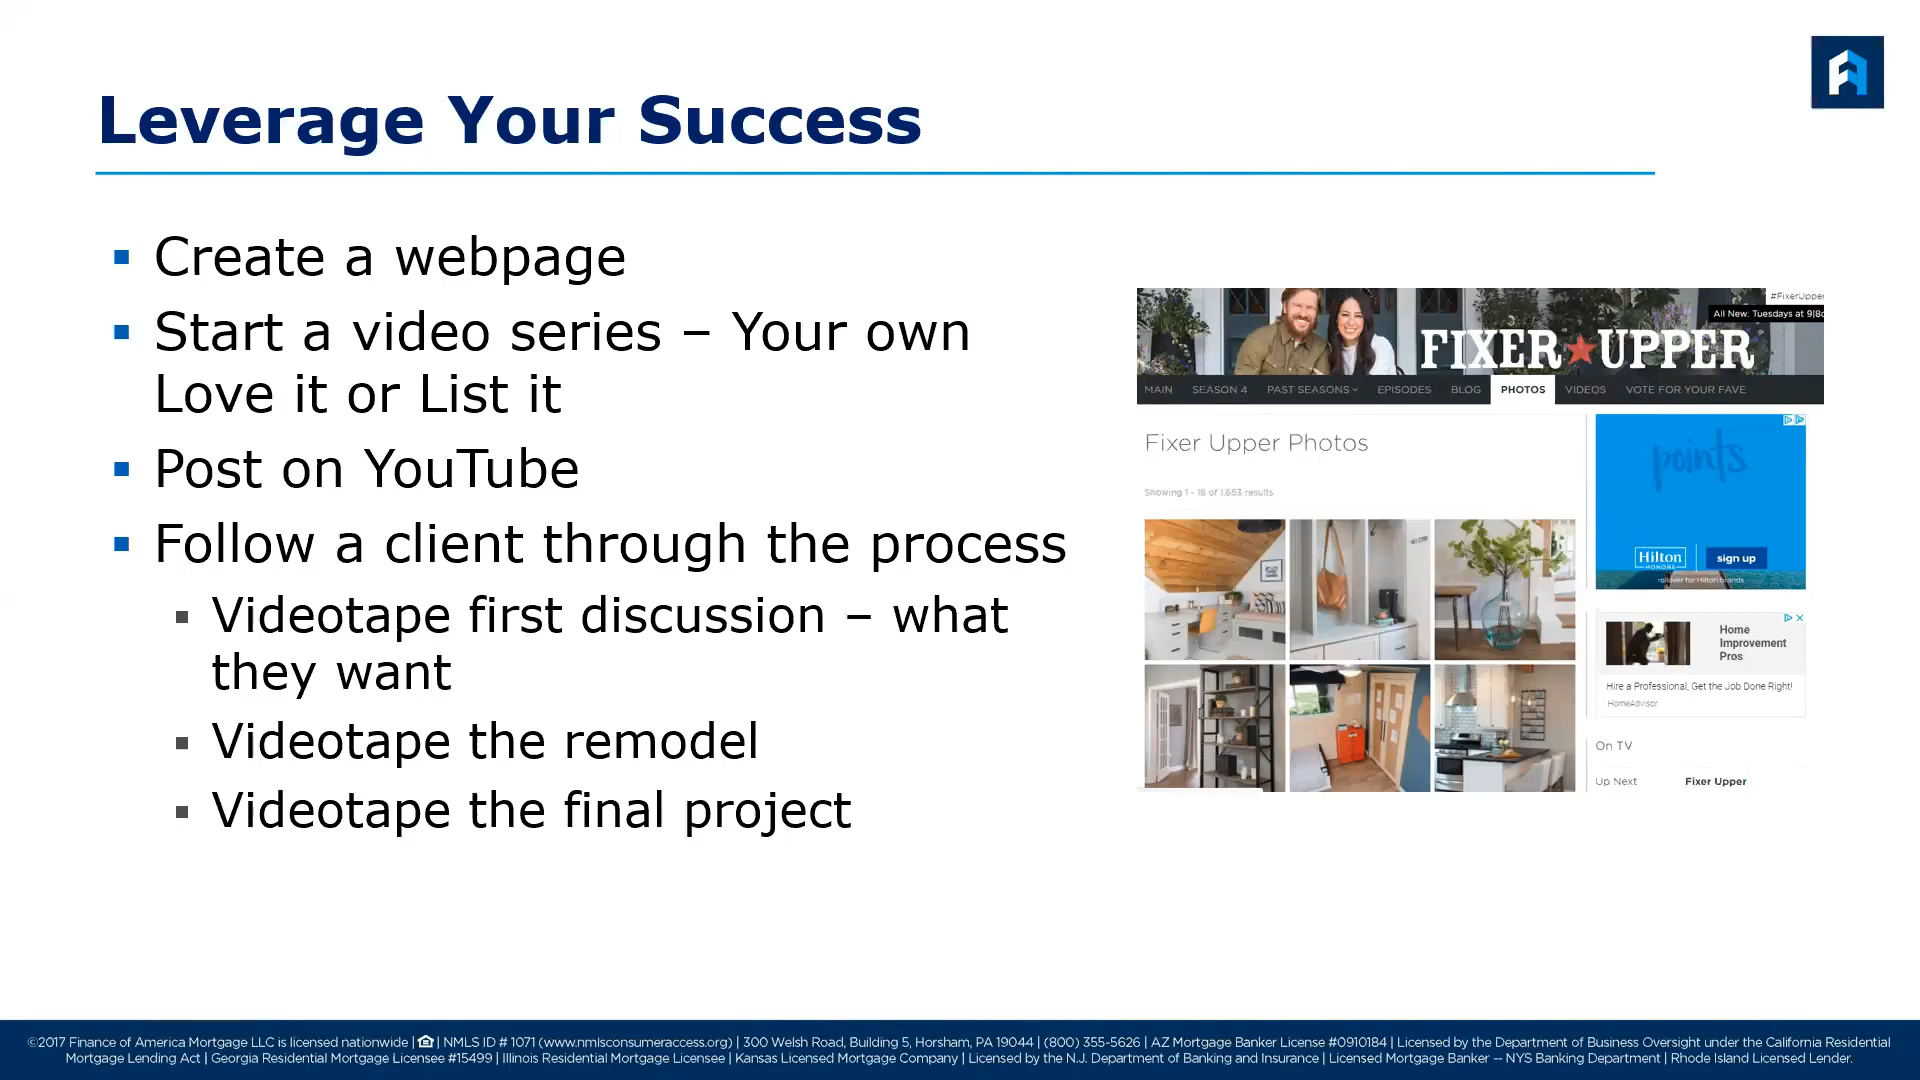 Leverage Your Success
Create a webpage
Start a video series – Your own
Love it or List it
Post on YouTube
Follow a client through the process
Videotape first discussion – what
they want
Videotape the remodel
Videotape the final project
#FixerUpper
All New: Tuesdays at 9|8c
FIXER UPPER
MAIN SEASON 4 PAST SEASONS EPISODES BLOG PHOTOS VIDEOS VOTE FOR YOUR FAVE
Fixer Upper Photos
Showing 1 - 18 of 1,653 results
points
Hilton
HONORS
sign up
rollover for Hilton brands
Home
Improvement
Pros
Hire a Professional, Get the Job Done Right!
HomeAdvisor
On TV
Up Next Fixer Upper
©2017 Finance of America Mortgage LLC is licensed nationwide | | NMLS ID # 1071 (www.nmlsconsumeraccess.org) | 300 Welsh Road, Building 5, Horsham, PA 19044 | (800) 355-5626 | AZ Mortgage Banker License #0910184 | Licensed by the Department of Business Oversight under the California Residential
Mortgage Lending Act | Georgia Residential Mortgage Licensee #15499 | Illinois Residential Mortgage Licensee | Kansas Licensed Mortgage Company | Licensed by the N.J. Department of Banking and Insurance | Licensed Mortgage Banker -- NYS Banking Department | Rhode Island Licensed Lender.